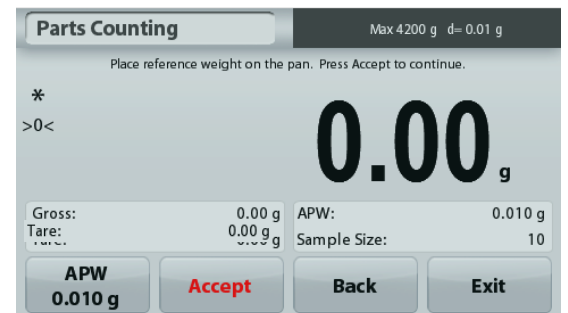 Parts Counting
Max 4200 g d= 0.01 g
Place reference weight on the pan. Press Accept to continue.
*
>0<
0.00 g
Gross: 0.00 g
Tare: 0.00 g
APW: 0.010 g
Sample Size: 10
APW
0.010 g
Accept
Back
Exit